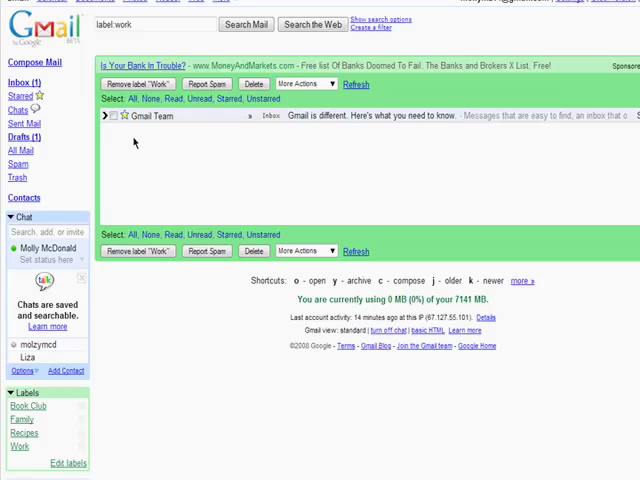 Gmail
by Google
BETA
label:work
Search Mail
Search the Web
Show search options
Create a filter
Compose Mail
Inbox (1)
Starred
Chats
Sent Mail
Drafts (1)
All Mail
Spam
Trash
Contacts
Chat
Search, add, or invite
Molly McDonald
Set status here
talk
Chats are saved
and searchable.
Learn more
molzymcd
Liza
Options
Add Contact
Labels
Book Club
Family
Recipes
Work
Edit labels
Is Your Bank In Trouble? - www.MoneyAndMarkets.com - Free list Of Banks Doomed To Fail. The Banks and Brokers X List. Free!
Sponsore
Remove label "Work"
Report Spam
Delete
More Actions
Refresh
Select: All, None, Read, Unread, Starred, Unstarred
Gmail Team » Inbox Gmail is different. Here's what you need to know. - Messages that are easy to find, an inbox that o
Select: All, None, Read, Unread, Starred, Unstarred
Remove label "Work"
Report Spam
Delete
More Actions
Refresh
Shortcuts: o - open y - archive c - compose j - older k - newer more »
You are currently using 0 MB (0%) of your 7141 MB.
Last account activity: 14 minutes ago at this IP (67.127.55.101). Details
Gmail view: standard | turn off chat | basic HTML Learn more
©2008 Google - Terms - Gmail Blog - Join the Gmail team - Google Home